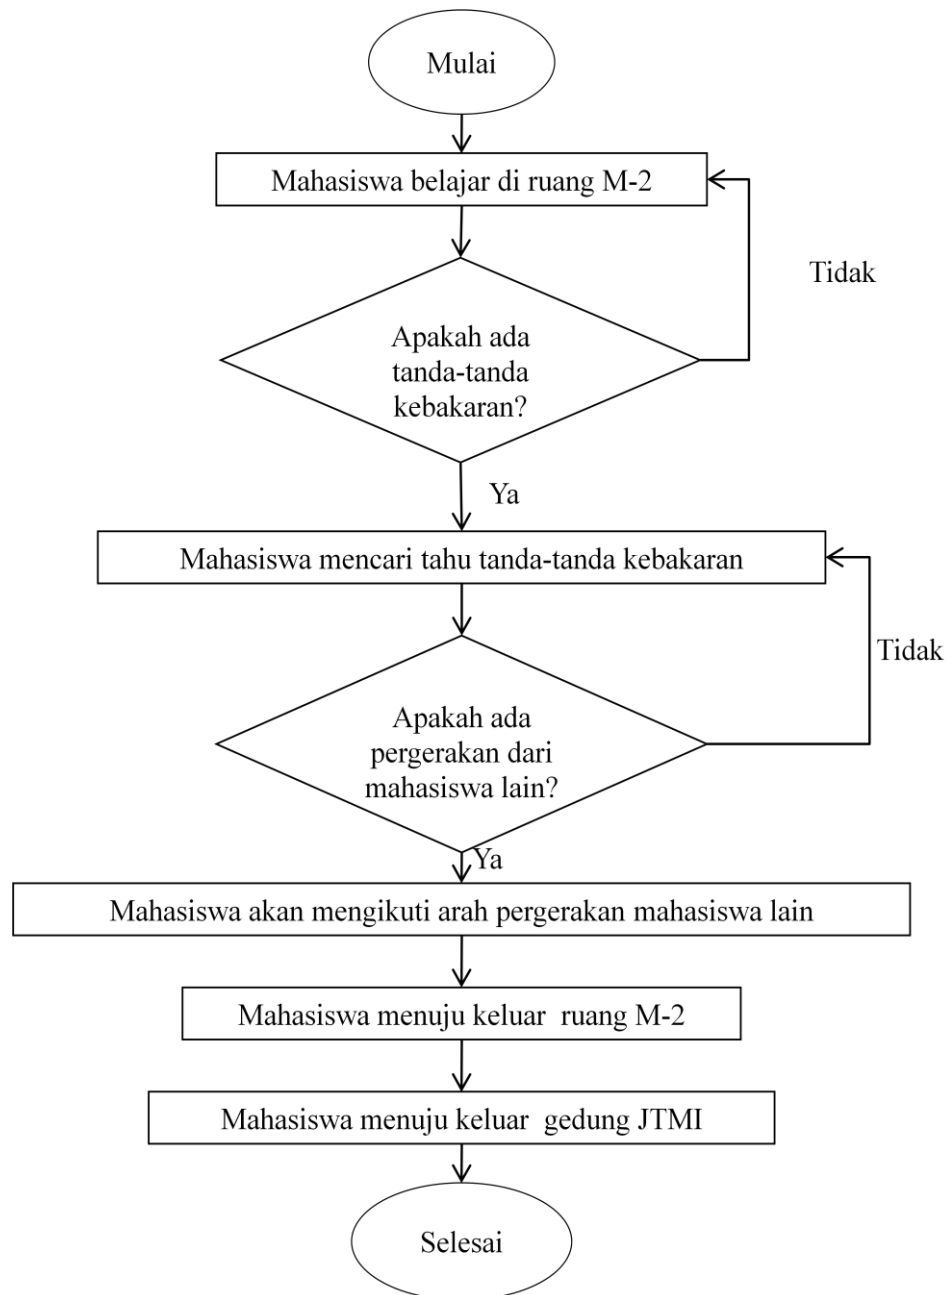 Mulai
Mahasiswa belajar di ruang M-2
Tidak
Apakah ada
tanda-tanda
kebakaran?
Ya
Mahasiswa mencari tahu tanda-tanda kebakaran
Tidak
Apakah ada
pergerakan dari
mahasiswa lain?
Ya
Mahasiswa akan mengikuti arah pergerakan mahasiswa lain
Mahasiswa menuju keluar  ruang M-2
Mahasiswa menuju keluar  gedung JTMI
Selesai